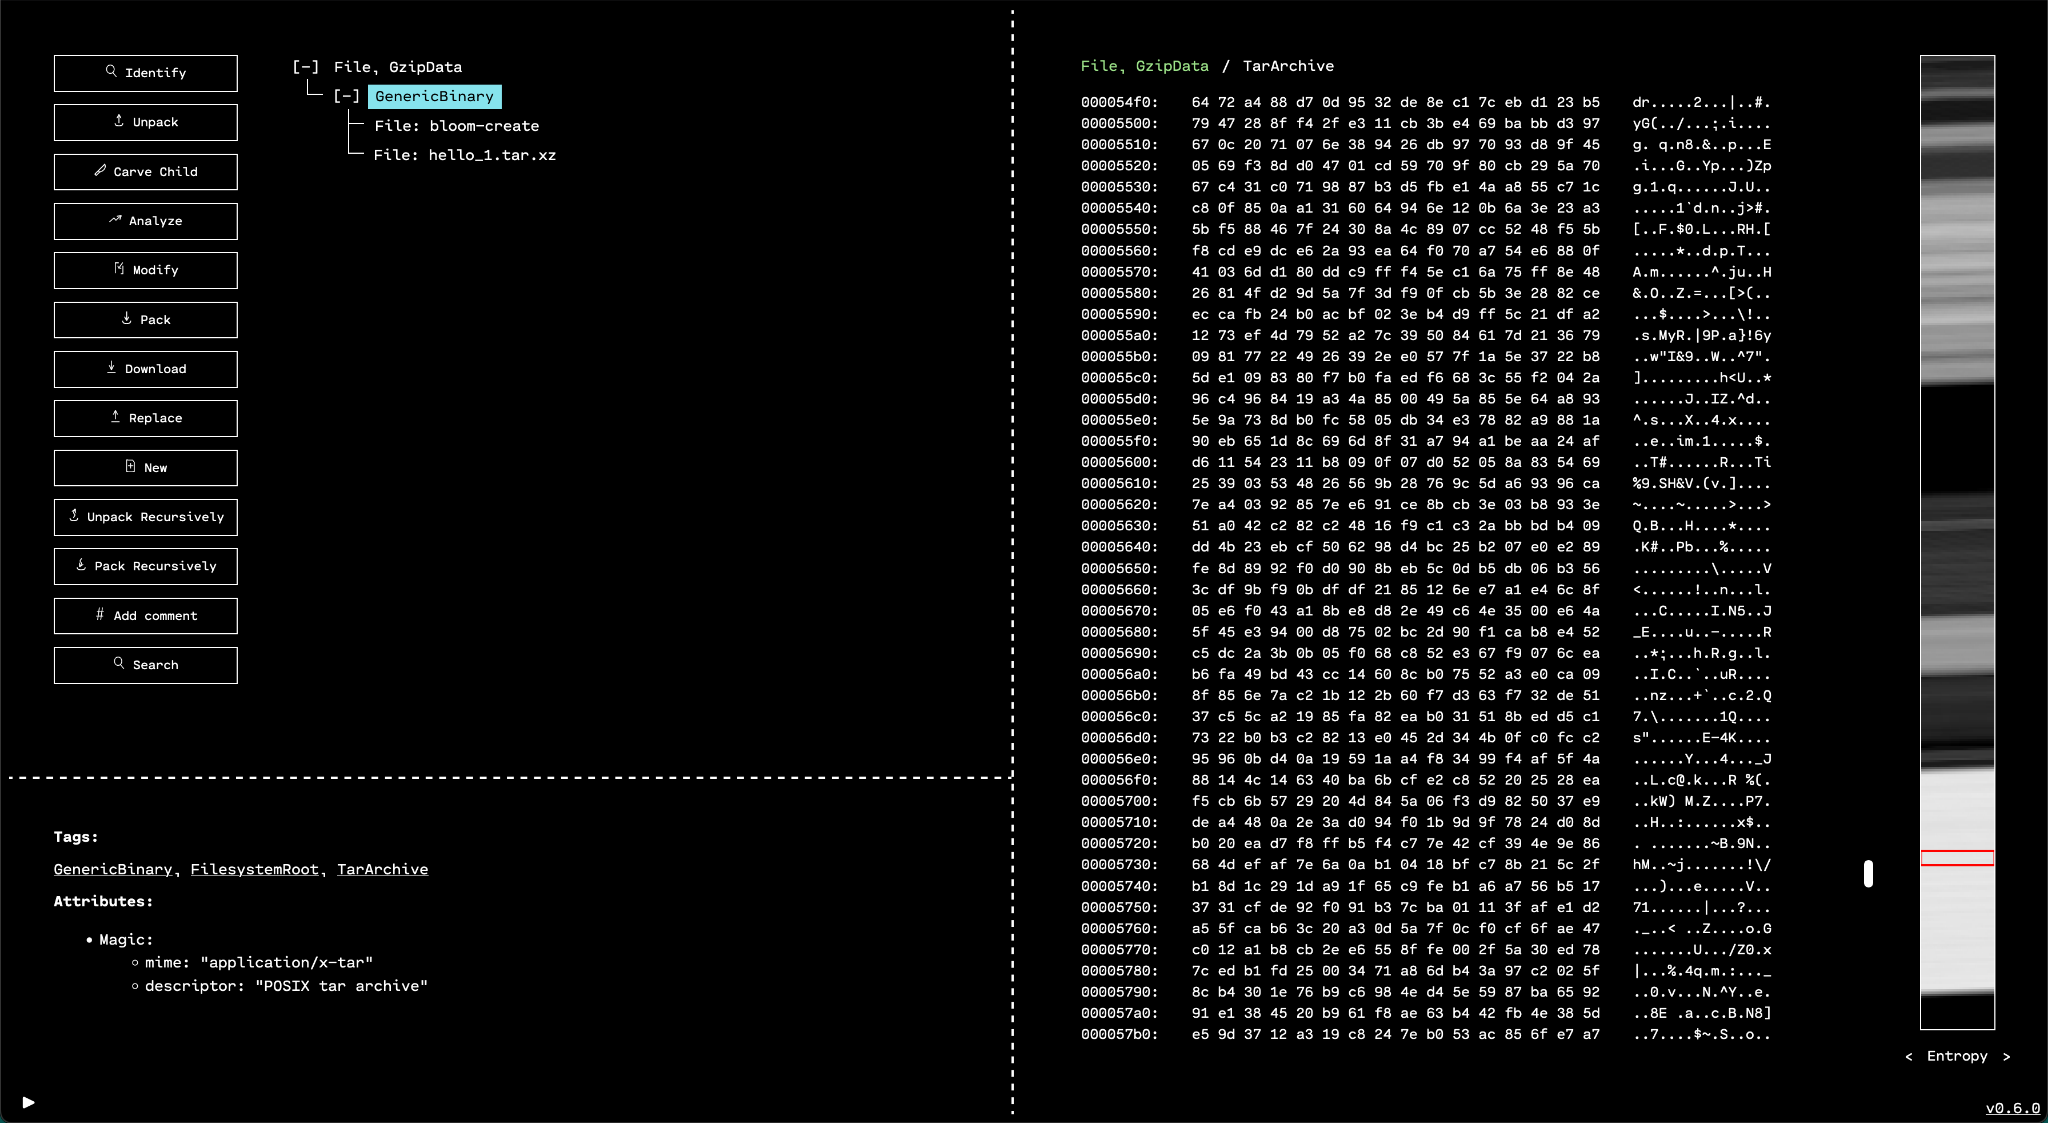 Identify
Unpack
Carve Child
Analyze
Modify
Pack
Download
Replace
New
Unpack Recursively
Pack Recursively
# Add comment
Search
[-] File, GzipData
[-] GenericBinary
File: bloom-create
File: hello_1.tar.xz
Tags:
GenericBinary, FilesystemRoot, TarArchive
Attributes:
• Magic:
○ mime: "application/x-tar"
○ descriptor: "POSIX tar archive"
File, GzipData / TarArchive
000054f0: 64 72 a4 88 d7 0d 95 32 de 8e c1 7c eb d1 23 b5 dr.....2...|..#.
00005500: 79 47 28 8f f4 2f e3 11 cb 3b e4 69 ba bb d3 97 yG(../...;.i....
00005510: 67 0c 20 71 07 6e 38 94 26 db 97 70 93 d8 9f 45 g. q.n8.&..p...E
00005520: 05 69 f3 8d d0 47 01 cd 59 70 9f 80 cb 29 5a 70 .i...G..Yp...)Zp
00005530: 67 c4 31 c0 71 98 87 b3 d5 fb e1 4a a8 55 c7 1c g.1.q......J.U..
00005540: c8 0f 85 0a a1 31 60 64 94 6e 12 0b 6a 3e 23 a3 .....1`d.n..j>#.
00005550: 5b f5 88 46 7f 24 30 8a 4c 89 07 cc 52 48 f5 5b [..F.$0.L...RH.[
00005560: f8 cd e9 dc e6 2a 93 ea 64 f0 70 a7 54 e6 88 0f .....*..d.p.T...
00005570: 41 03 6d d1 80 dd c9 ff f4 5e c1 6a 75 ff 8e 48 A.m......^.ju..H
00005580: 26 81 4f d2 9d 5a 7f 3d f9 0f cb 5b 3e 28 82 ce &.O..Z.=...[>(..
00005590: ec ca fb 24 b0 ac bf 02 3e b4 d9 ff 5c 21 df a2 ...$....>...\!..
000055a0: 12 73 ef 4d 79 52 a2 7c 39 50 84 61 7d 21 36 79 .s.MyR.|9P.a}!6y
000055b0: 09 81 77 22 49 26 39 2e e0 57 7f 1a 5e 37 22 b8 ..w"I&9..W..^7".
000055c0: 5d e1 09 83 80 f7 b0 fa ed f6 68 3c 55 f2 04 2a ].........h<U..*
000055d0: 96 c4 96 84 19 a3 4a 85 00 49 5a 85 5e 64 a8 93 ......J..IZ.^d..
000055e0: 5e 9a 73 8d b0 fc 58 05 db 34 e3 78 82 a9 88 1a ^.s...X..4.x....
000055f0: 90 eb 65 1d 8c 69 6d 8f 31 a7 94 a1 be aa 24 af ..e..im.1.....$.
00005600: d6 11 54 23 11 b8 09 0f 07 d0 52 05 8a 83 54 69 ..T#......R...Ti
00005610: 25 39 03 53 48 26 56 9b 28 76 9c 5d a6 93 96 ca %9.SH&V.(v.]....
00005620: 7e a4 03 92 85 7e e6 91 ce 8b cb 3e 03 b8 93 3e ~....~.....>...>
00005630: 51 a0 42 c2 82 c2 48 16 f9 c1 c3 2a bb bd b4 09 Q.B...H....*....
00005640: dd 4b 23 eb cf 50 62 98 d4 bc 25 b2 07 e0 e2 89 .K#..Pb...%.....
00005650: fe 8d 89 92 f0 d0 90 8b eb 5c 0d b5 db 06 b3 56 .........\.....V
00005660: 3c df 9b f9 0b df df 21 85 12 6e e7 a1 e4 6c 8f <......!..n...l.
00005670: 05 e6 f0 43 a1 8b e8 d8 2e 49 c6 4e 35 00 e6 4a ...C.....I.N5..J
00005680: 5f 45 e3 94 00 d8 75 02 bc 2d 90 f1 ca b8 e4 52 _E....u..-.....R
00005690: c5 dc 2a 3b 0b 05 f0 68 c8 52 e3 67 f9 07 6c ea ..*;...h.R.g..l.
000056a0: b6 fa 49 bd 43 cc 14 60 8c b0 75 52 a3 e0 ca 09 ..I.C..`..uR....
000056b0: 8f 85 6e 7a c2 1b 12 2b 60 f7 d3 63 f7 32 de 51 ..nz...+`..c.2.Q
000056c0: 37 c5 5c a2 19 85 fa 82 ea b0 31 51 8b ed d5 c1 7.\.......1Q....
000056d0: 73 22 b0 b3 c2 82 13 e0 45 2d 34 4b 0f c0 fc c2 s"......E-4K....
000056e0: 95 96 0b d4 0a 19 59 1a a4 f8 34 99 f4 af 5f 4a ......Y...4..._J
000056f0: 88 14 4c 14 63 40 ba 6b cf e2 c8 52 20 25 28 ea ..L.c@.k...R %(.
00005700: f5 cb 6b 57 29 20 4d 84 5a 06 f3 d9 82 50 37 e9 ..kW) M.Z....P7.
00005710: de a4 48 0a 2e 3a d0 94 f0 1b 9d 9f 78 24 d0 8d ..H..:......x$..
00005720: b0 20 ea d7 f8 ff b5 f4 c7 7e 42 cf 39 4e 9e 86 . .......~B.9N..
00005730: 68 4d ef af 7e 6a 0a b1 04 18 bf c7 8b 21 5c 2f hM..~j.......!\/
00005740: b1 8d 1c 29 1d a9 1f 65 c9 fe b1 a6 a7 56 b5 17 ...)...e.....V..
00005750: 37 31 cf de 92 f0 91 b3 7c ba 01 11 3f af e1 d2 71......|...?...
00005760: a5 5f ca b6 3c 20 a3 0d 5a 7f 0c f0 cf 6f ae 47 ._..< ..Z....o.G
00005770: c0 12 a1 b8 cb 2e e6 55 8f fe 00 2f 5a 30 ed 78 .......U.../Z0.x
00005780: 7c ed b1 fd 25 00 34 71 a8 6d b4 3a 97 c2 02 5f |...%.4q.m.:..._
00005790: 8c b4 30 1e 76 b9 c6 98 4e d4 5e 59 87 ba 65 92 ..0.v...N.^Y..e.
000057a0: 91 e1 38 45 20 b9 61 f8 ae 63 b4 42 fb 4e 38 5d ..8E .a..c.B.N8]
000057b0: e5 9d 37 12 a3 19 c8 24 7e b0 53 ac 85 6f e7 a7 ..7....$~.S..o..
< Entropy >
v0.6.0